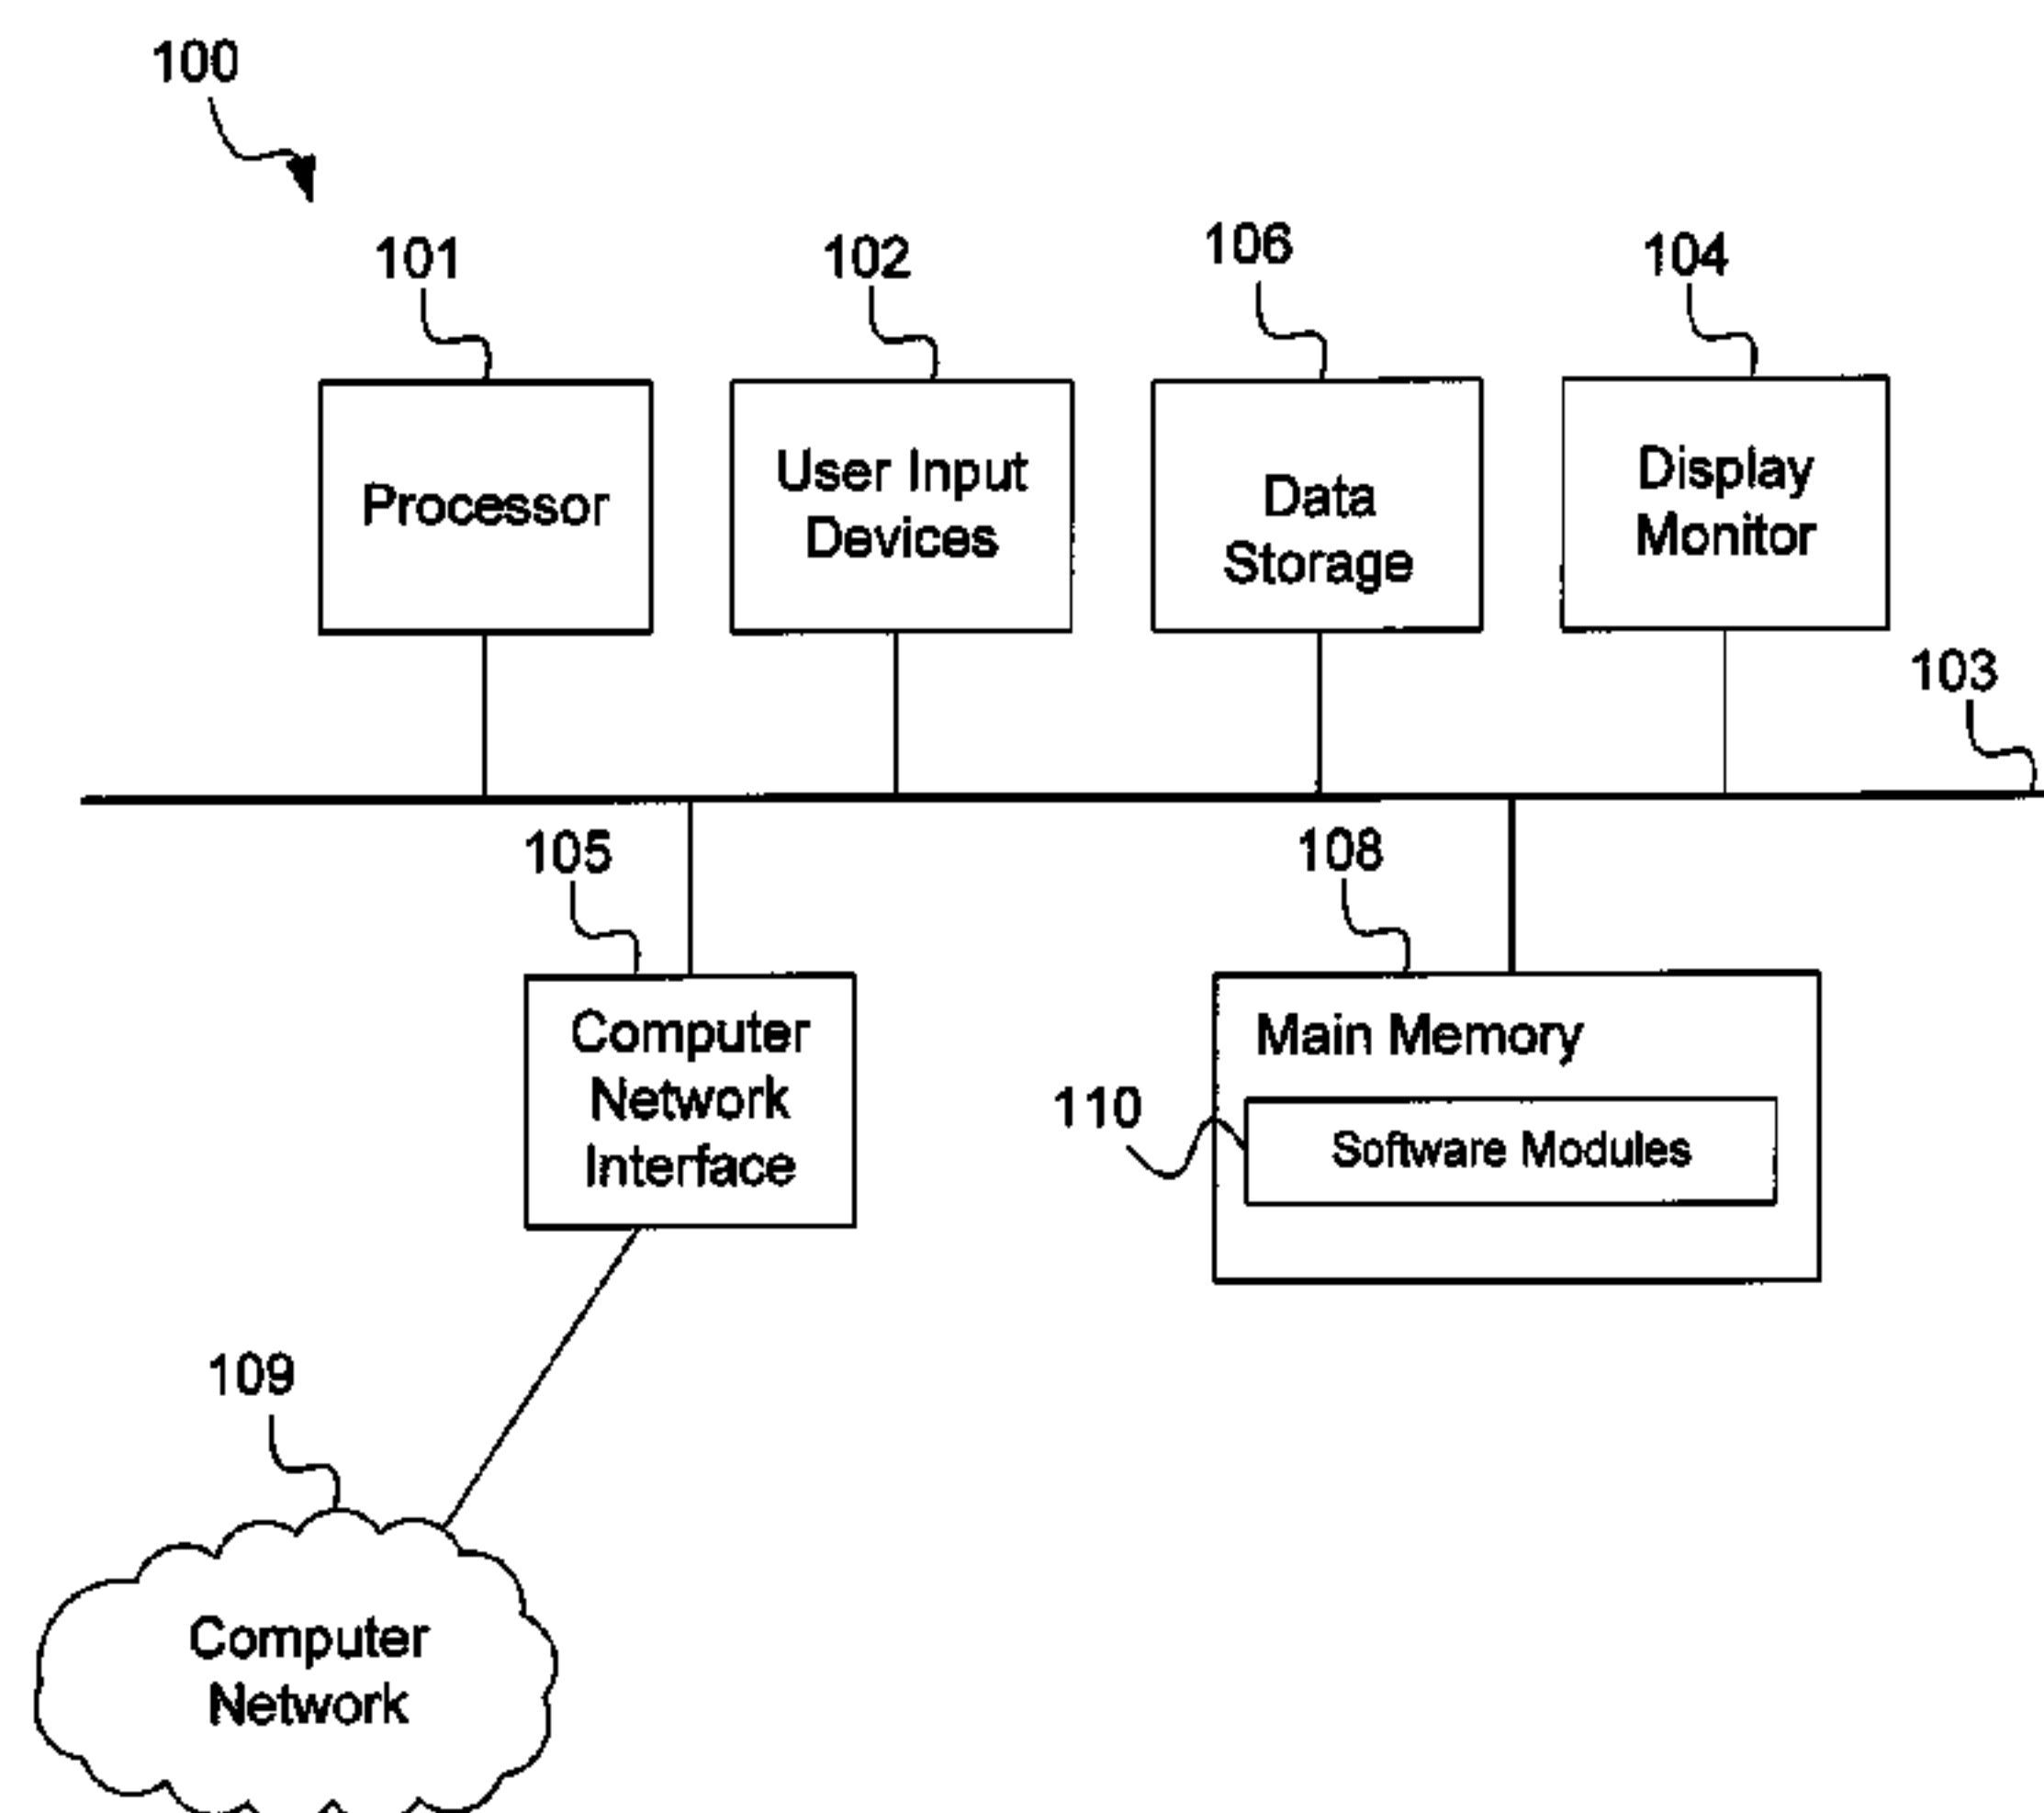 100
101
102
106
104
Processor
User Input
Devices
Data
Storage
Display
Monitor
103
105
108
Computer
Network
Interface
Main Memory
110
Software Modules
109
Computer
Network